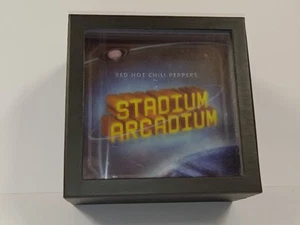 RED HOT CHILI PEPPERS
STADIUM
ARCADIUM